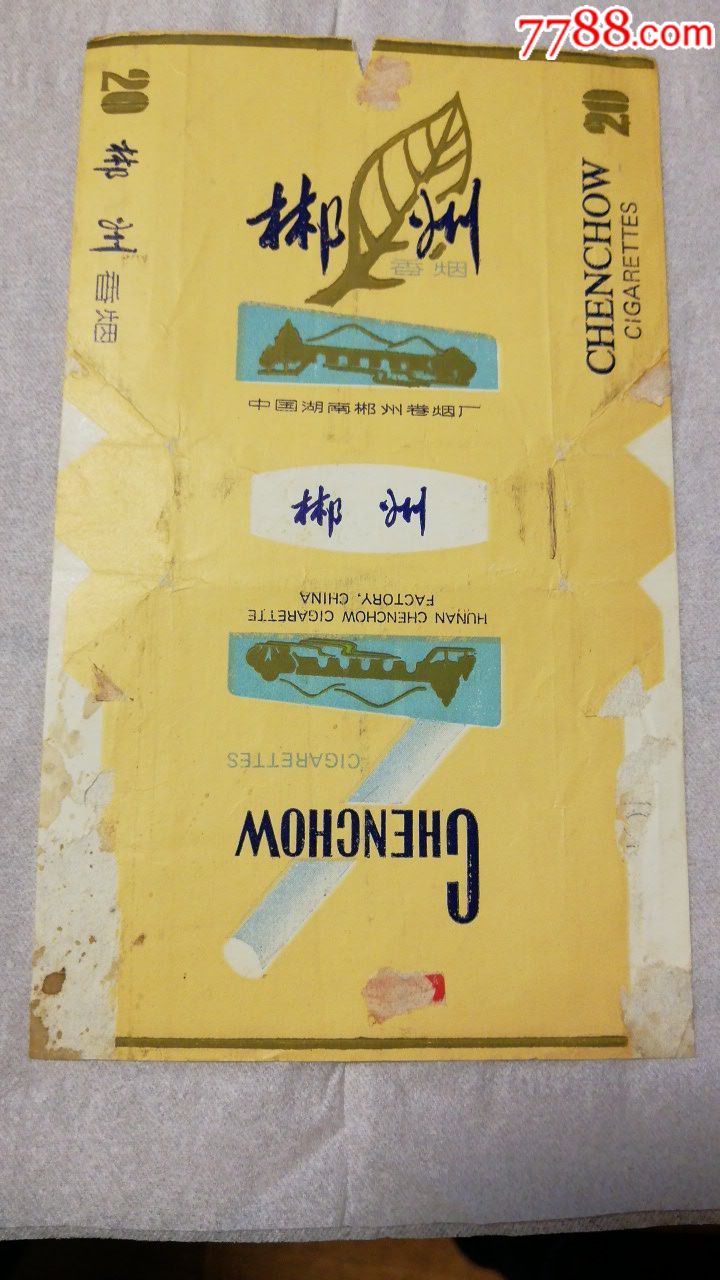 7788.com
20
郴州
香烟
郴州
香烟
中国湖南郴州卷烟厂
郴州
HUNAN CHENCHOW CIGARETTE
FACTORY, CHINA
CIGARETTES
CHENCHOW
CHENCHOW 20
CIGARETTES